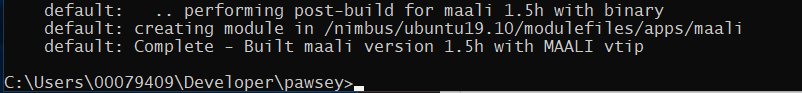 default:   .. performing post-build for maali 1.5h with binary
default: creating module in /nimbus/ubuntu19.10/modulefiles/apps/maali
default: Complete - Built maali version 1.5h with MAALI vtip
C:\Users\00079409\Developer\pawsey>